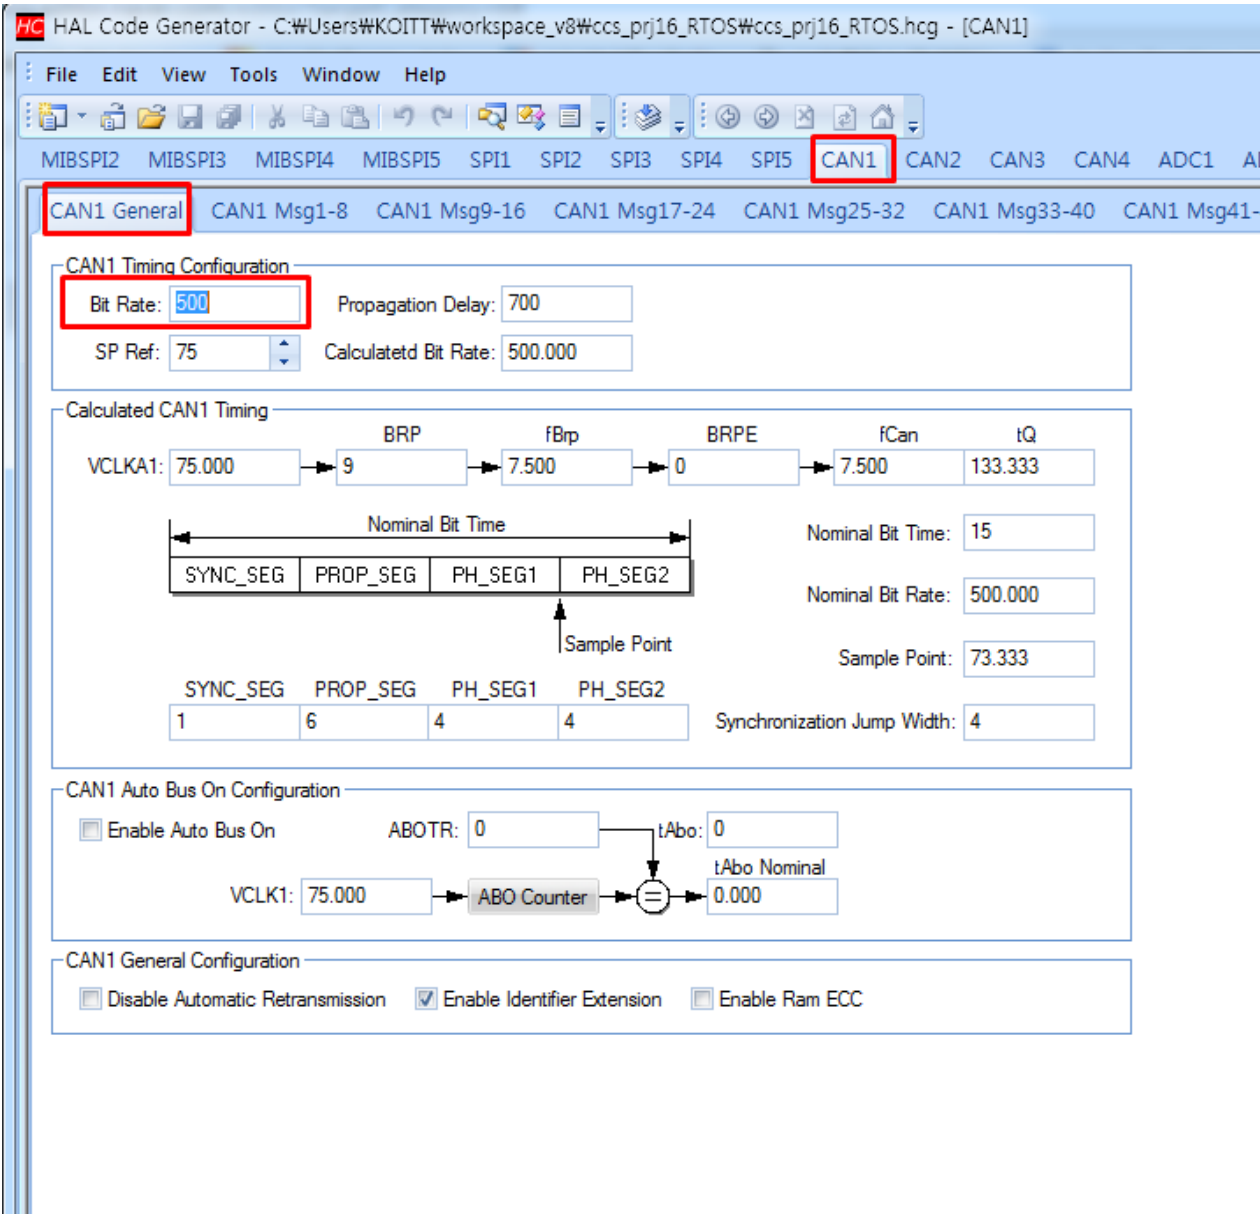 HC HAL Code Generator - C:₩Users₩KOITT₩workspace_v8₩ccs_prj16_RTOS₩ccs_prj16_RTOS.hcg - [CAN1]
File Edit View Tools Window Help
MIBSPI2 MIBSPI3 MIBSPI4 MIBSPI5 SPI1 SPI2 SPI3 SPI4 SPI5 CAN1 CAN2 CAN3 CAN4 ADC1
CAN1 General CAN1 Msg1-8 CAN1 Msg9-16 CAN1 Msg17-24 CAN1 Msg25-32 CAN1 Msg33-40 CAN1 Msg41-
CAN1 Timing Configuration
Bit Rate: 500 Propagation Delay: 700
SP Ref: 75 Calculatetd Bit Rate: 500.000
Calculated CAN1 Timing
BRP fBrp BRPE fCan tQ
VCLKA1: 75.000 9 7.500 0 7.500 133.333
Nominal Bit Time
Nominal Bit Time: 15
SYNC_SEG PROP_SEG PH_SEG1 PH_SEG2
Nominal Bit Rate: 500.000
Sample Point
Sample Point: 73.333
SYNC_SEG PROP_SEG PH_SEG1 PH_SEG2
1 6 4 4 Synchronization Jump Width: 4
CAN1 Auto Bus On Configuration
Enable Auto Bus On ABOTR: 0 tAbo: 0
tAbo Nominal
VCLK1: 75.000 ABO Counter = 0.000
CAN1 General Configuration
Disable Automatic Retransmission Enable Identifier Extension Enable Ram ECC